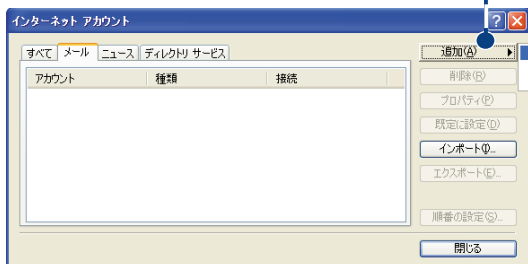 インターネット アカウント
すべて メール ニュース ディレクトリ サービス
アカウント 種類 接続
追加(A)
削除(R)
プロパティ(P)
既定に設定(D)
インポート(I)...
エクスポート(E)...
順番の設定(S)...
閉じる